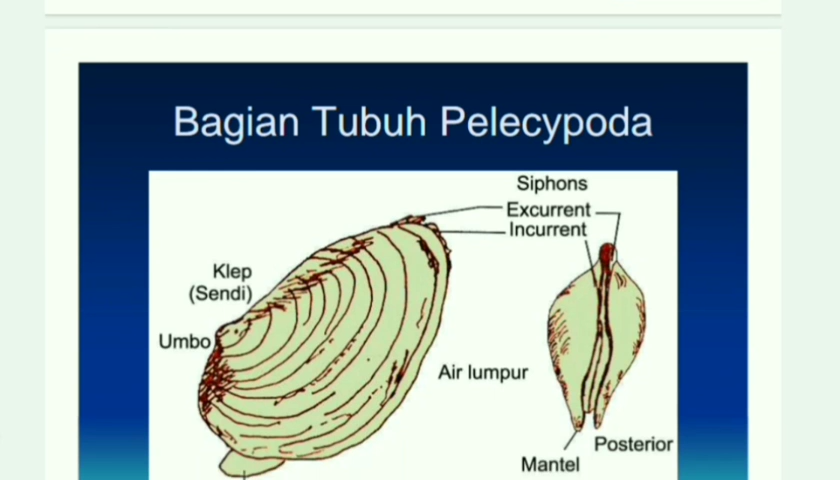 Bagian Tubuh Pelecypoda
Siphons
Excurrent
Incurrent
Klep
(Sendi)
Umbo
Air lumpur
Posterior
Mantel